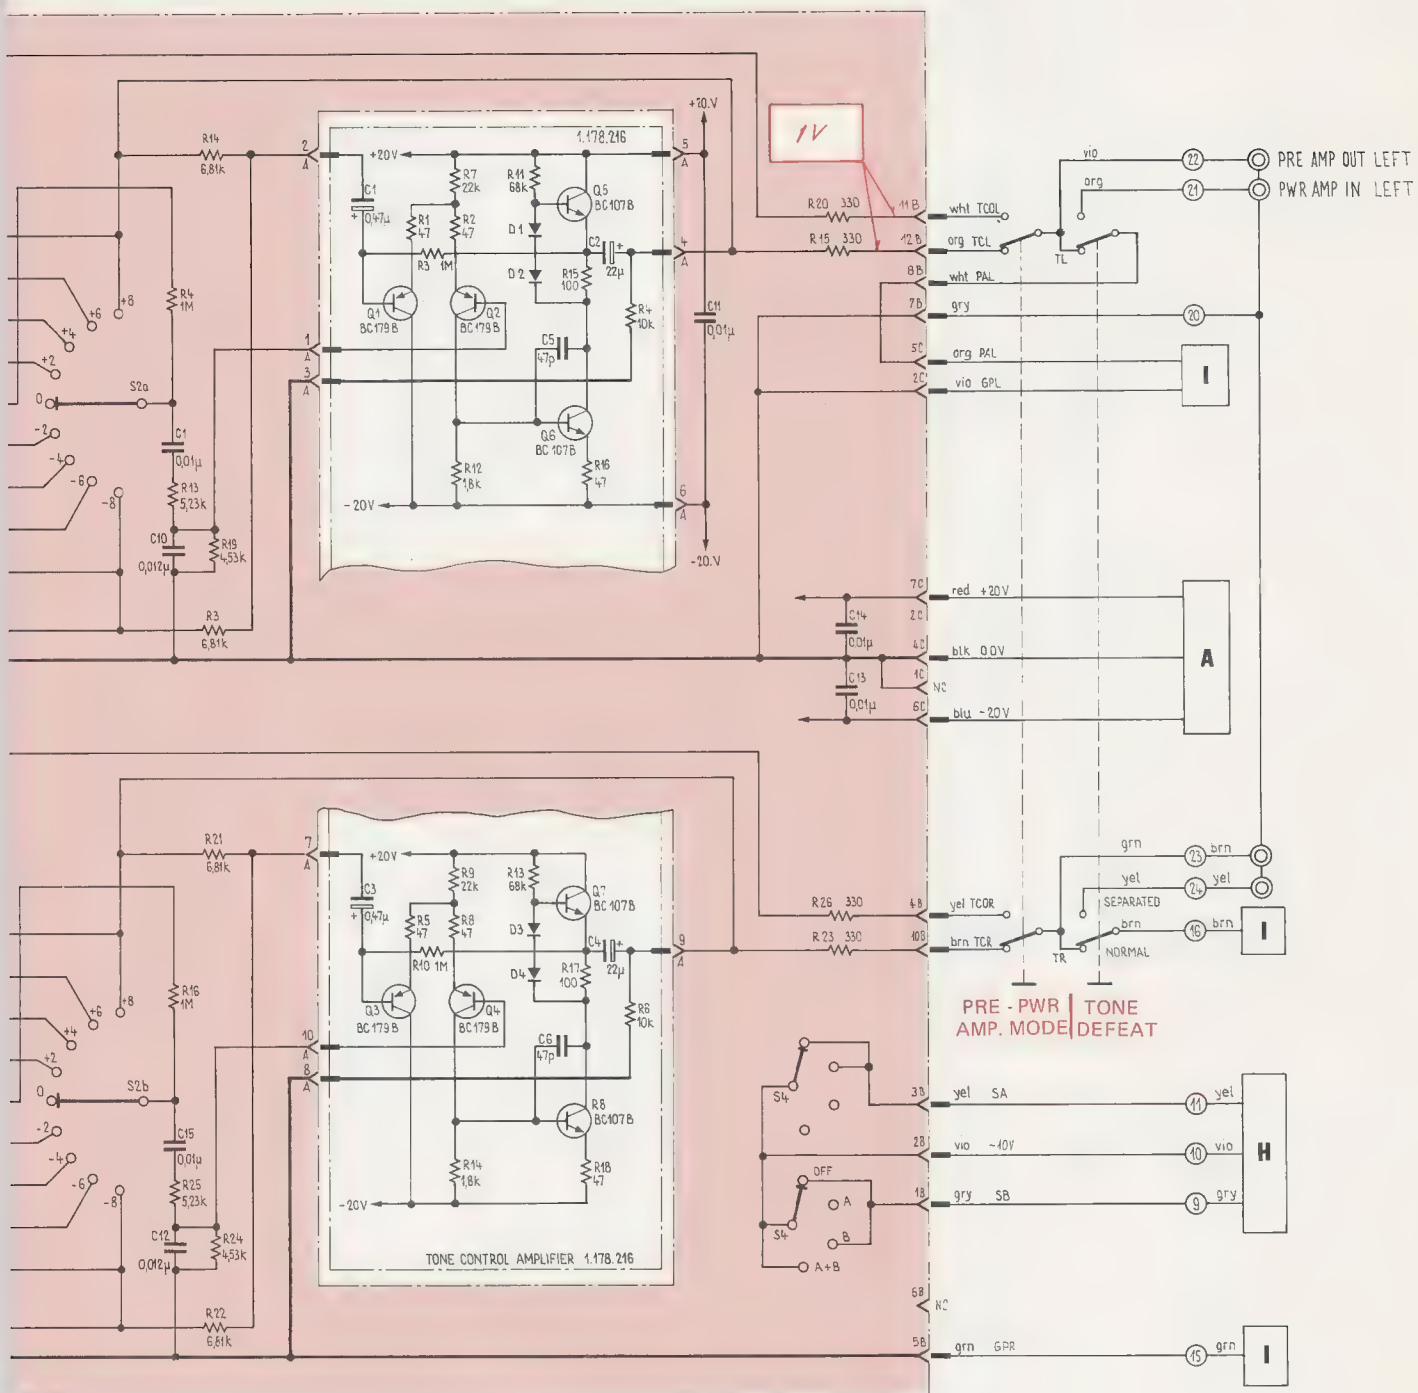 +20.V
1.178.216
1V
R14
6,81k
2
A
+20V
R7
22k
R11
68k
Q5
BC107B
5
A
C1
+ 0,47µ
R1
47
R2
47
D1
R3 1M
C2 +
22µ
4
A
D2
R15
100
R4
1M
R4
10k
C11
0,01µ
Q1
BC179B
Q2
BC179B
C5
47p
1
A
3
A
+8
+6
+4
+2
0
S2a
-2
-4
-6
-8
C1
0,01µ
R13
5,23k
C10
0,012µ
R19
4,53k
Q6
BC107B
R12
1,8k
R16
47
-20V
6
A
-20.V
R3
6,81k
R20 330
11B
wht TCOL
R15 330
12B
org TCL
8B
wht PAL
7B
gry
5C
org PAL
2C
vio GPL
TL
vio
22
PRE AMP OUT LEFT
org
21
PWR AMP IN LEFT
20
I
7C
red +20V
2C
C14
0,01µ
4C
blk 0.0V
1C
NC
C13
0,01µ
6C
blu -20V
A
R21
6,81k
7
A
+20V
R9
22k
R13
68k
Q7
BC107B
C3
+ 0,47µ
R5
47
R8
47
D3
R10 1M
C4 +
22µ
9
A
D4
R17
100
R16
1M
R6
10k
Q3
BC179B
Q4
BC179B
C6
47p
10
A
8
A
+8
+6
+4
+2
0
S2b
-2
-4
-6
-8
C15
0,01µ
R25
5,23k
C12
0,012µ
R24
4,53k
R8
BC107B
R14
1,8k
R18
47
-20V
TONE CONTROL AMPLIFIER 1.178.216
R22
6,81k
R26 330
4B
yel TCOR
R23 330
10B
brn TCR
TR
grn
23
brn
yel
24
yel
SEPARATED
brn
16
brn
NORMAL
I
PRE - PWR
AMP. MODE
TONE
DEFEAT
S4
3B
yel SA
11
yel
2B
vio -10V
10
vio
H
OFF
A
B
A+B
S4
1B
gry SB
9
gry
6B
NC
5B
grn GPR
15
grn
I